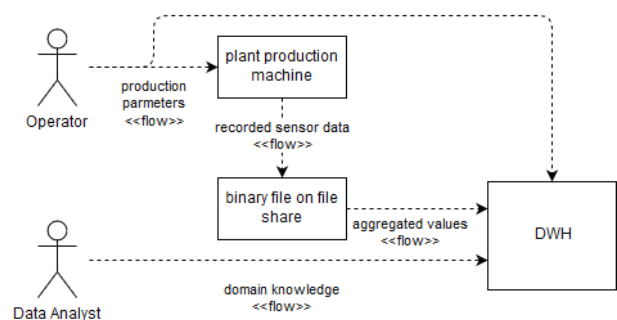 plant production
machine
production
parmeters
<<flow>>
Operator
recorded sensor data
<<flow>>
binary file on file
share
aggregated values
<<flow>>
DWH
domain knowledge
<<flow>>
Data Analyst